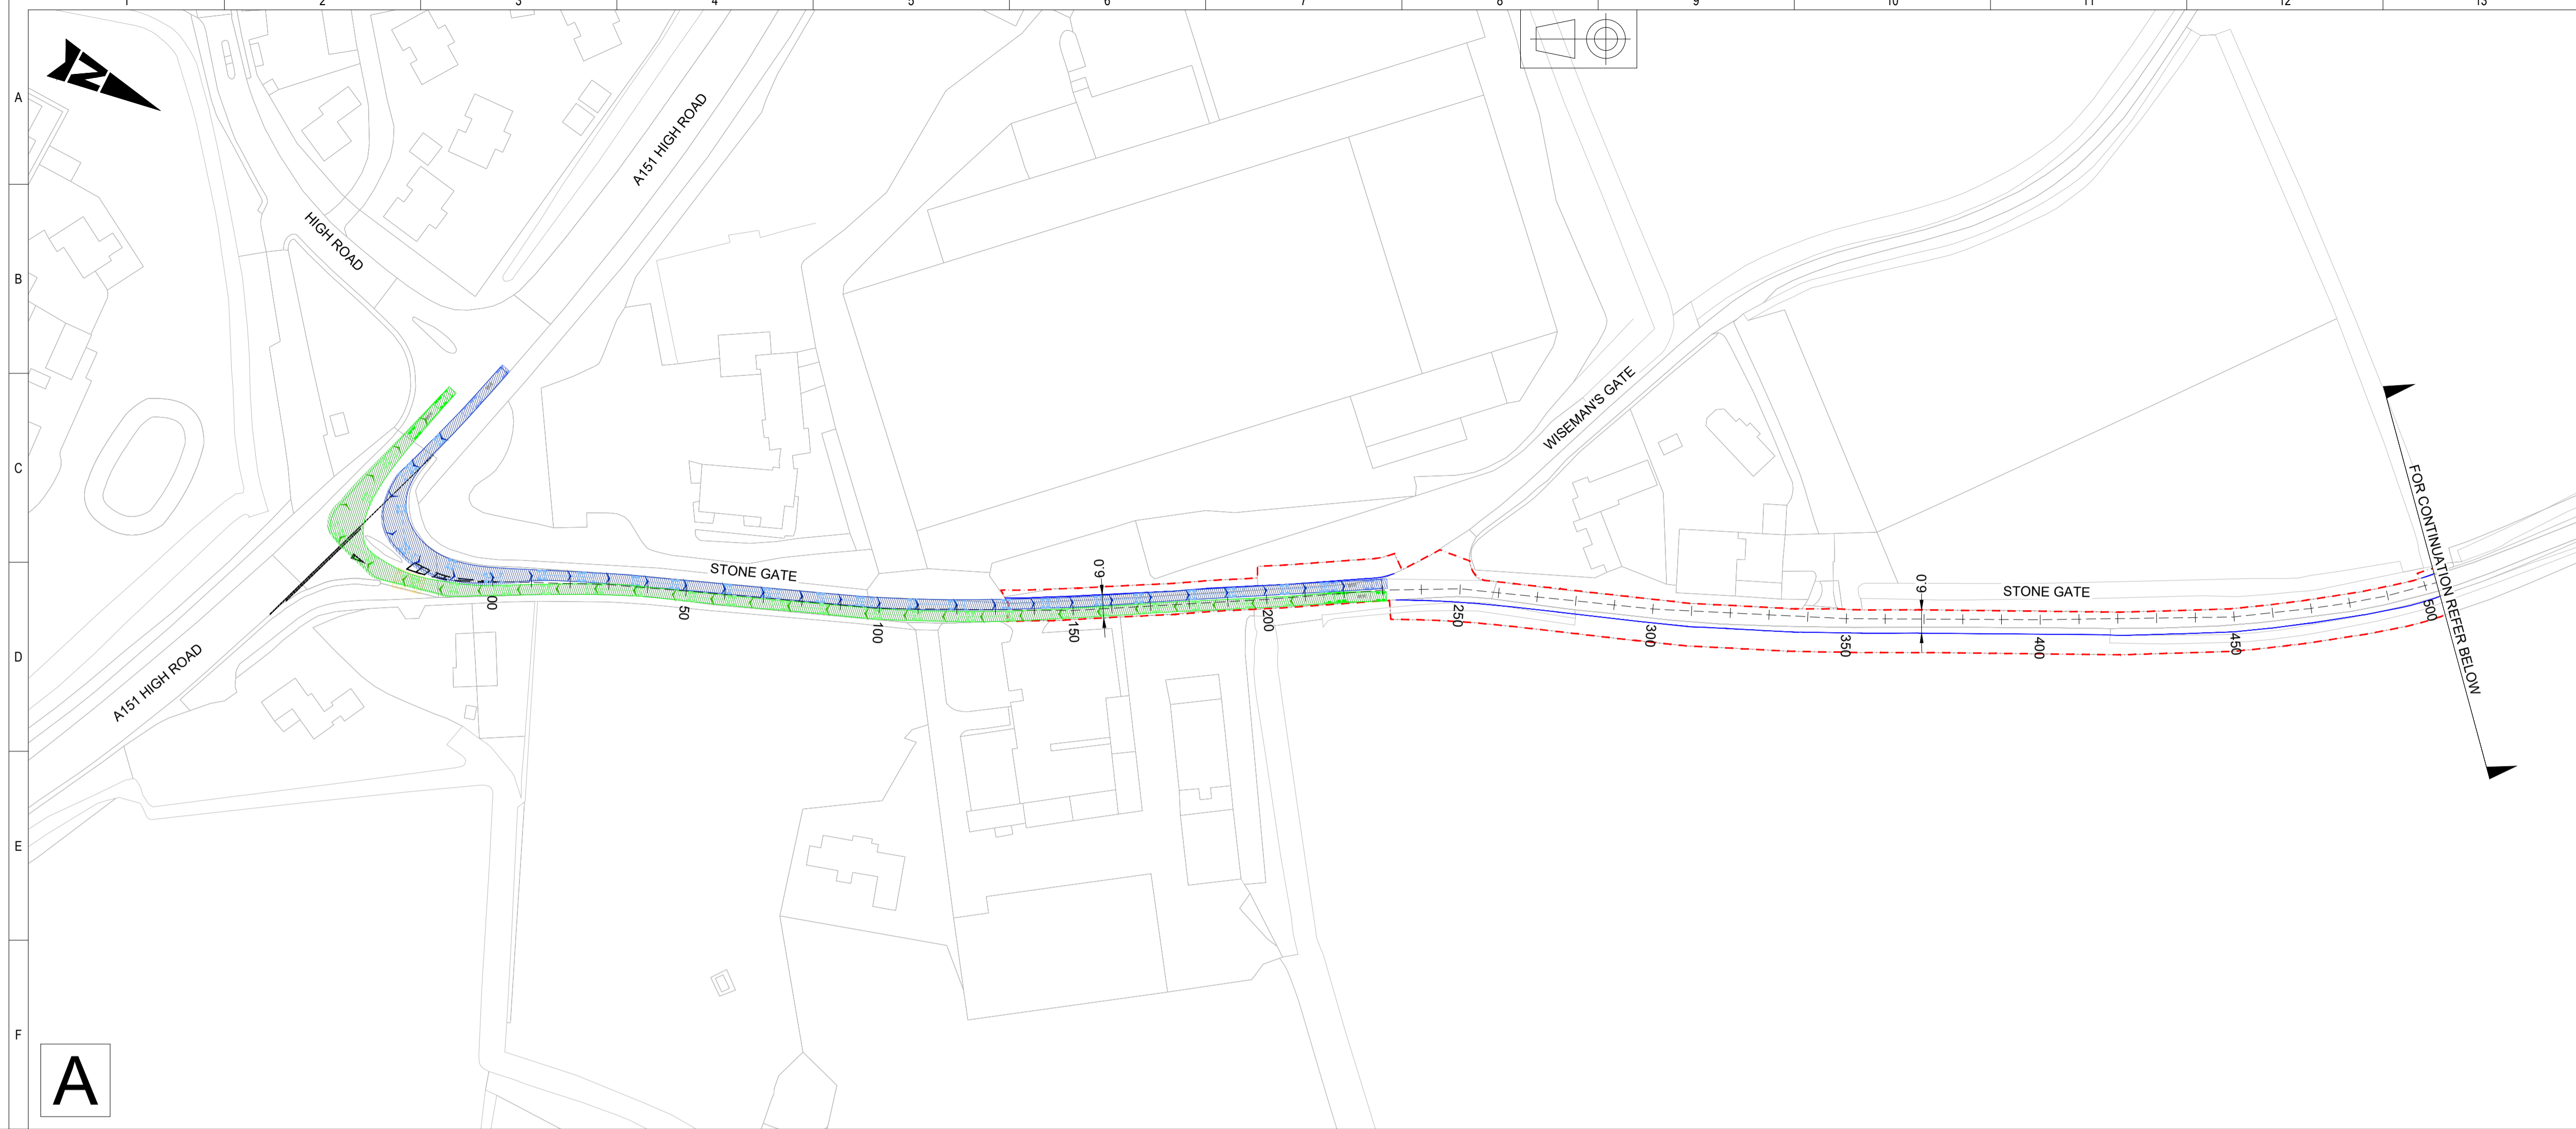 1 2 3 4 5 6 7 8 9 10 11 12 13
A
B
C
D
E
F
N
A151 HIGH ROAD
HIGH ROAD
WISEMAN'S GATE
STONE GATE
STONE GATE
A151 HIGH ROAD
6.0
6.0
00
50
100
150
200
250
300
350
400
450
500
FOR CONTINUATION REFER BELOW
A